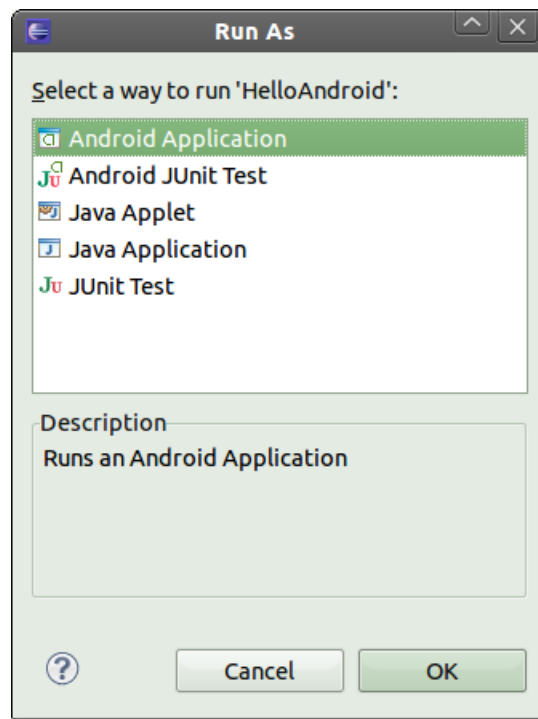 Run As
Select a way to run 'HelloAndroid':
Android Application
Android JUnit Test
Java Applet
Java Application
JUnit Test
Description
Runs an Android Application
Cancel
OK